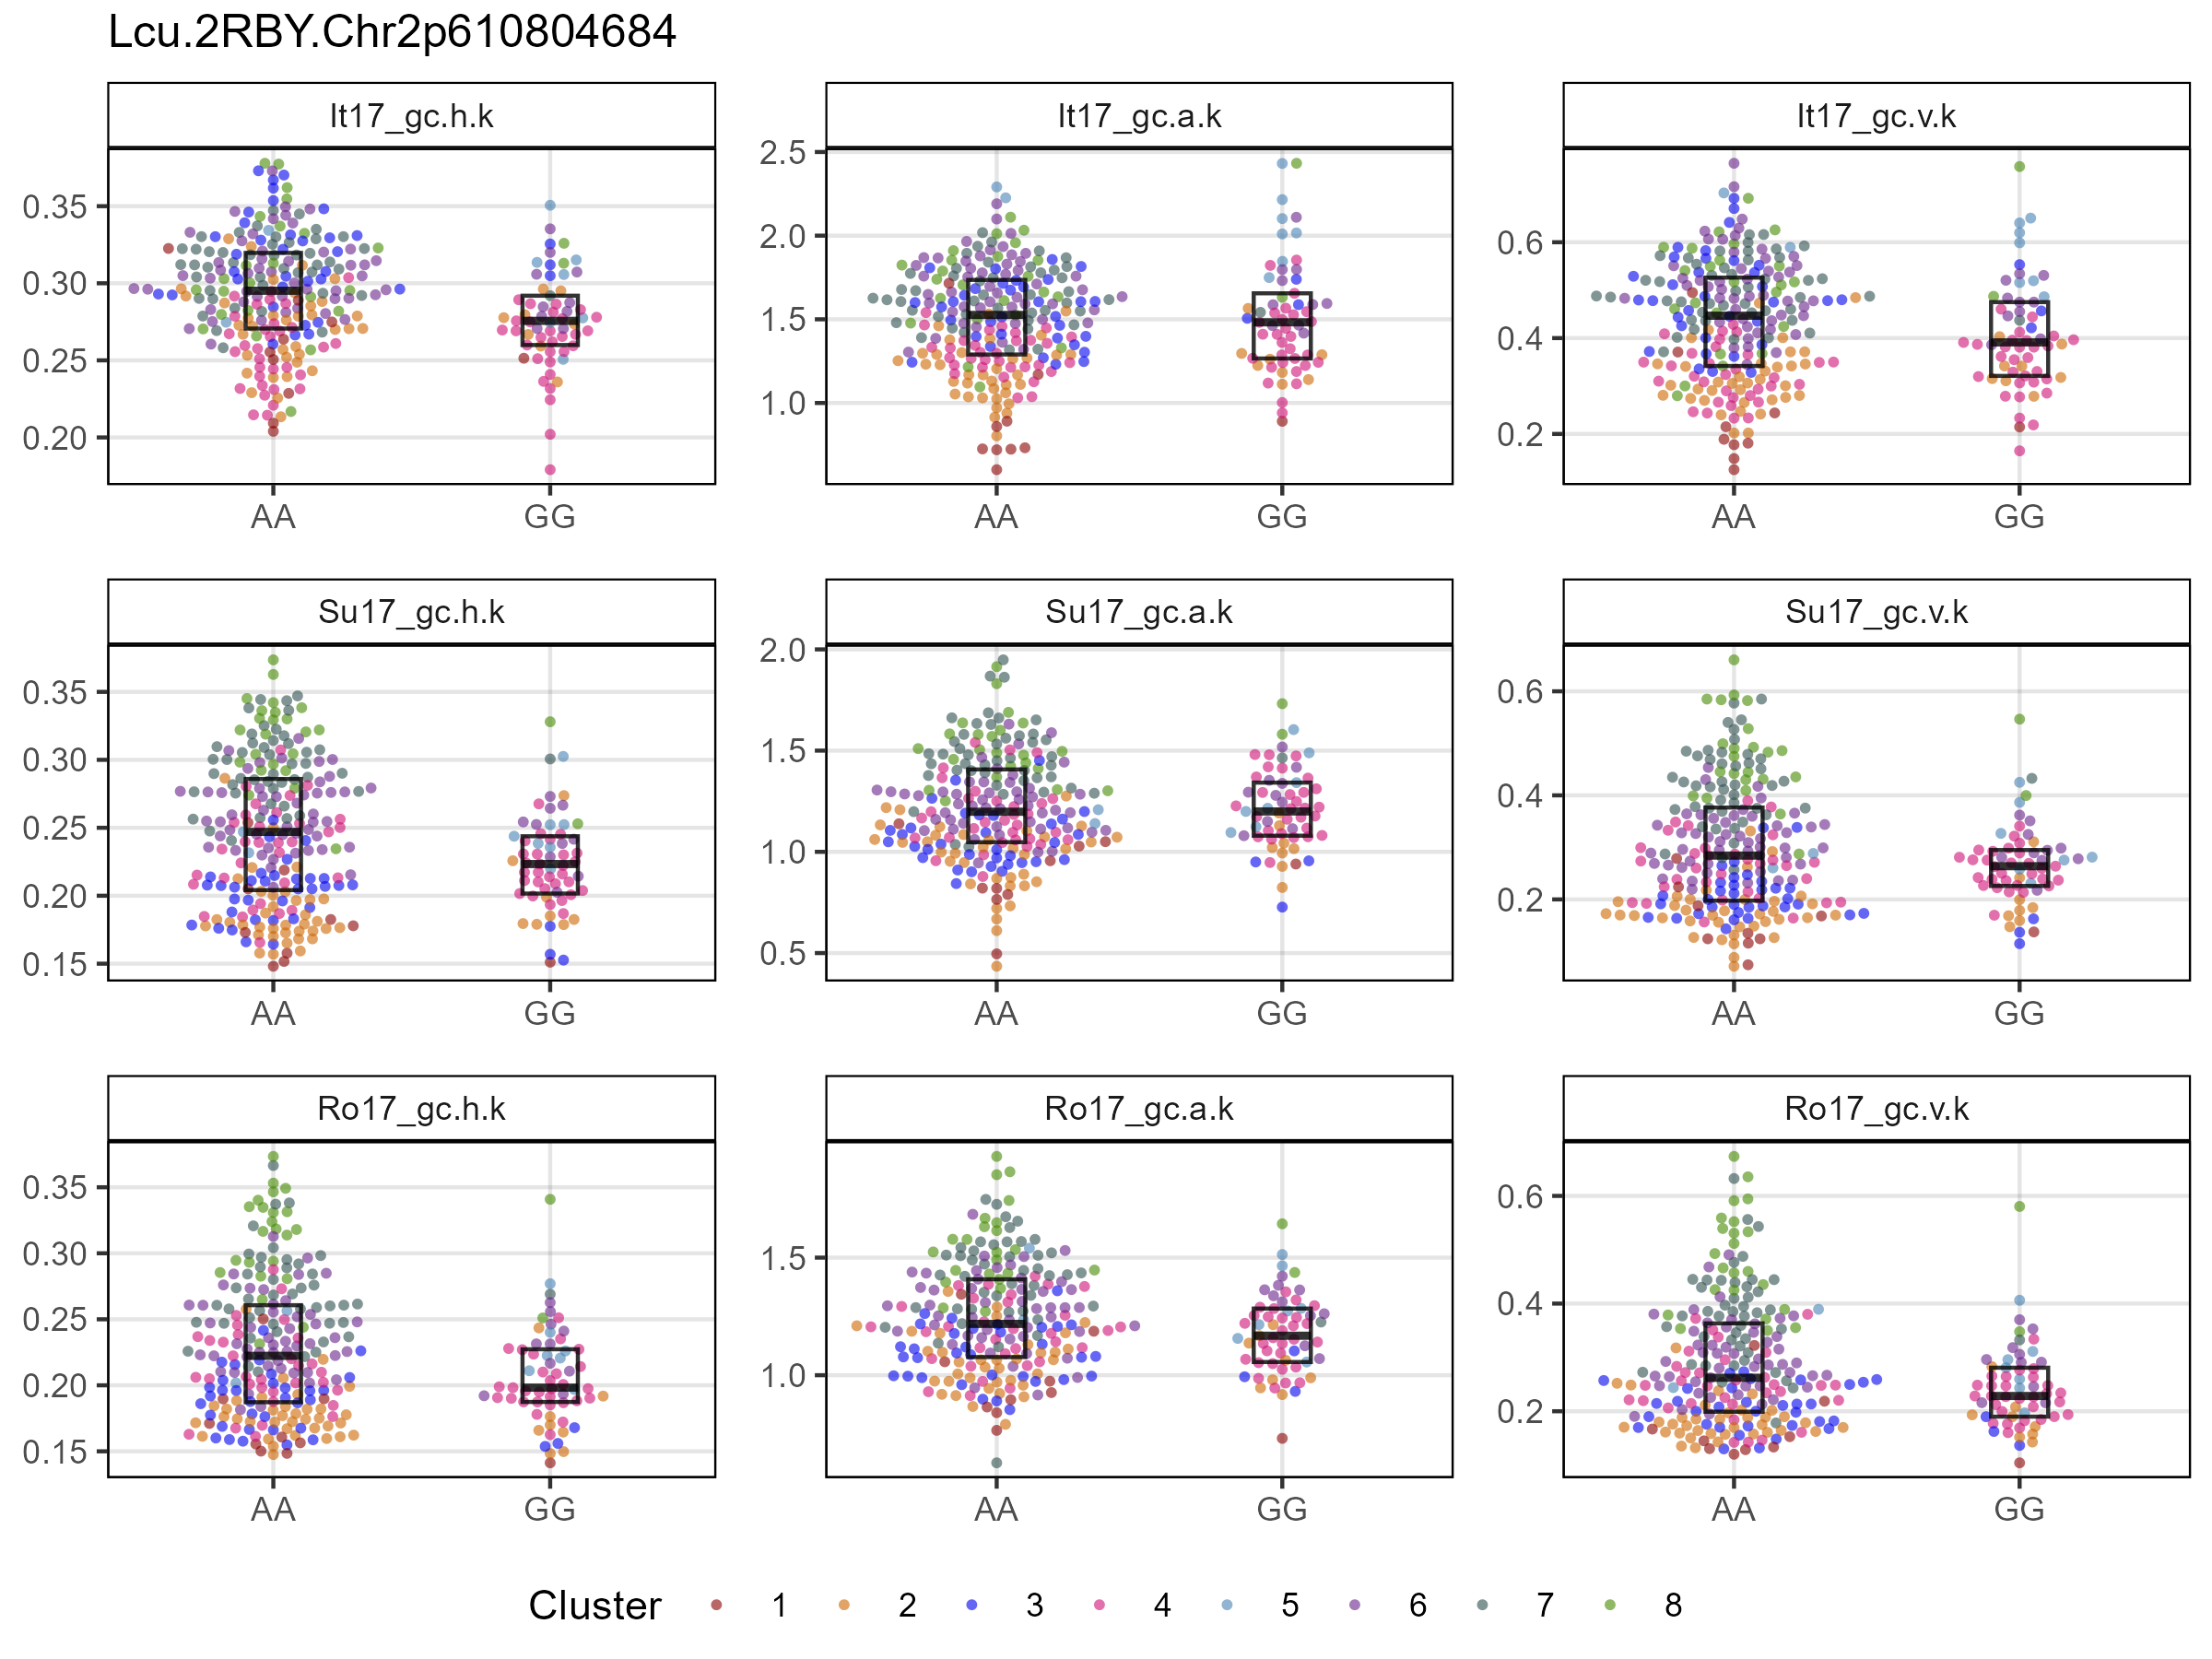 Lcu.2RBY.Chr2p610804684
It17_gc.h.k
It17_gc.a.k
It17_gc.v.k
0.35
0.30
0.25
0.20
AA
GG
2.5
2.0
1.5
1.0
AA
GG
0.6
0.4
0.2
AA
GG
Su17_gc.h.k
Su17_gc.a.k
Su17_gc.v.k
0.35
0.30
0.25
0.20
0.15
AA
GG
2.0
1.5
1.0
0.5
AA
GG
0.6
0.4
0.2
AA
GG
Ro17_gc.h.k
Ro17_gc.a.k
Ro17_gc.v.k
0.35
0.30
0.25
0.20
0.15
AA
GG
1.5
1.0
AA
GG
0.6
0.4
0.2
AA
GG
Cluster 1 2 3 4 5 6 7 8